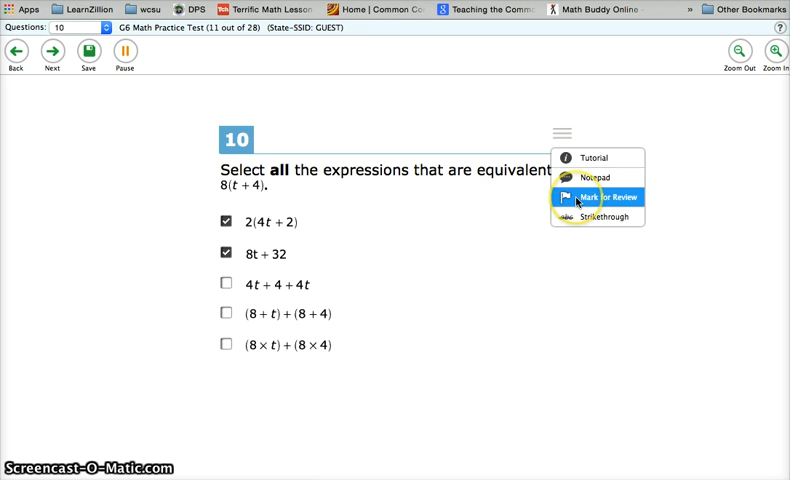 Apps LearnZillion wcsu DPS Terrific Math Lesson Home | Common Co Teaching the Comm Math Buddy Online - » Other Bookmarks
Questions: 10 G6 Math Practice Test (11 out of 28) (State-SSID: GUEST) ?
Back Next Save Pause Zoom Out Zoom In
10
Select all the expressions that are equivalent
8(t + 4).
Tutorial
Notepad
Mark for Review
abc Strikethrough
2(4t + 2)
8t + 32
4t + 4 + 4t
(8 + t) + (8 + 4)
(8 × t) + (8 × 4)
Screencast-O-Matic.com